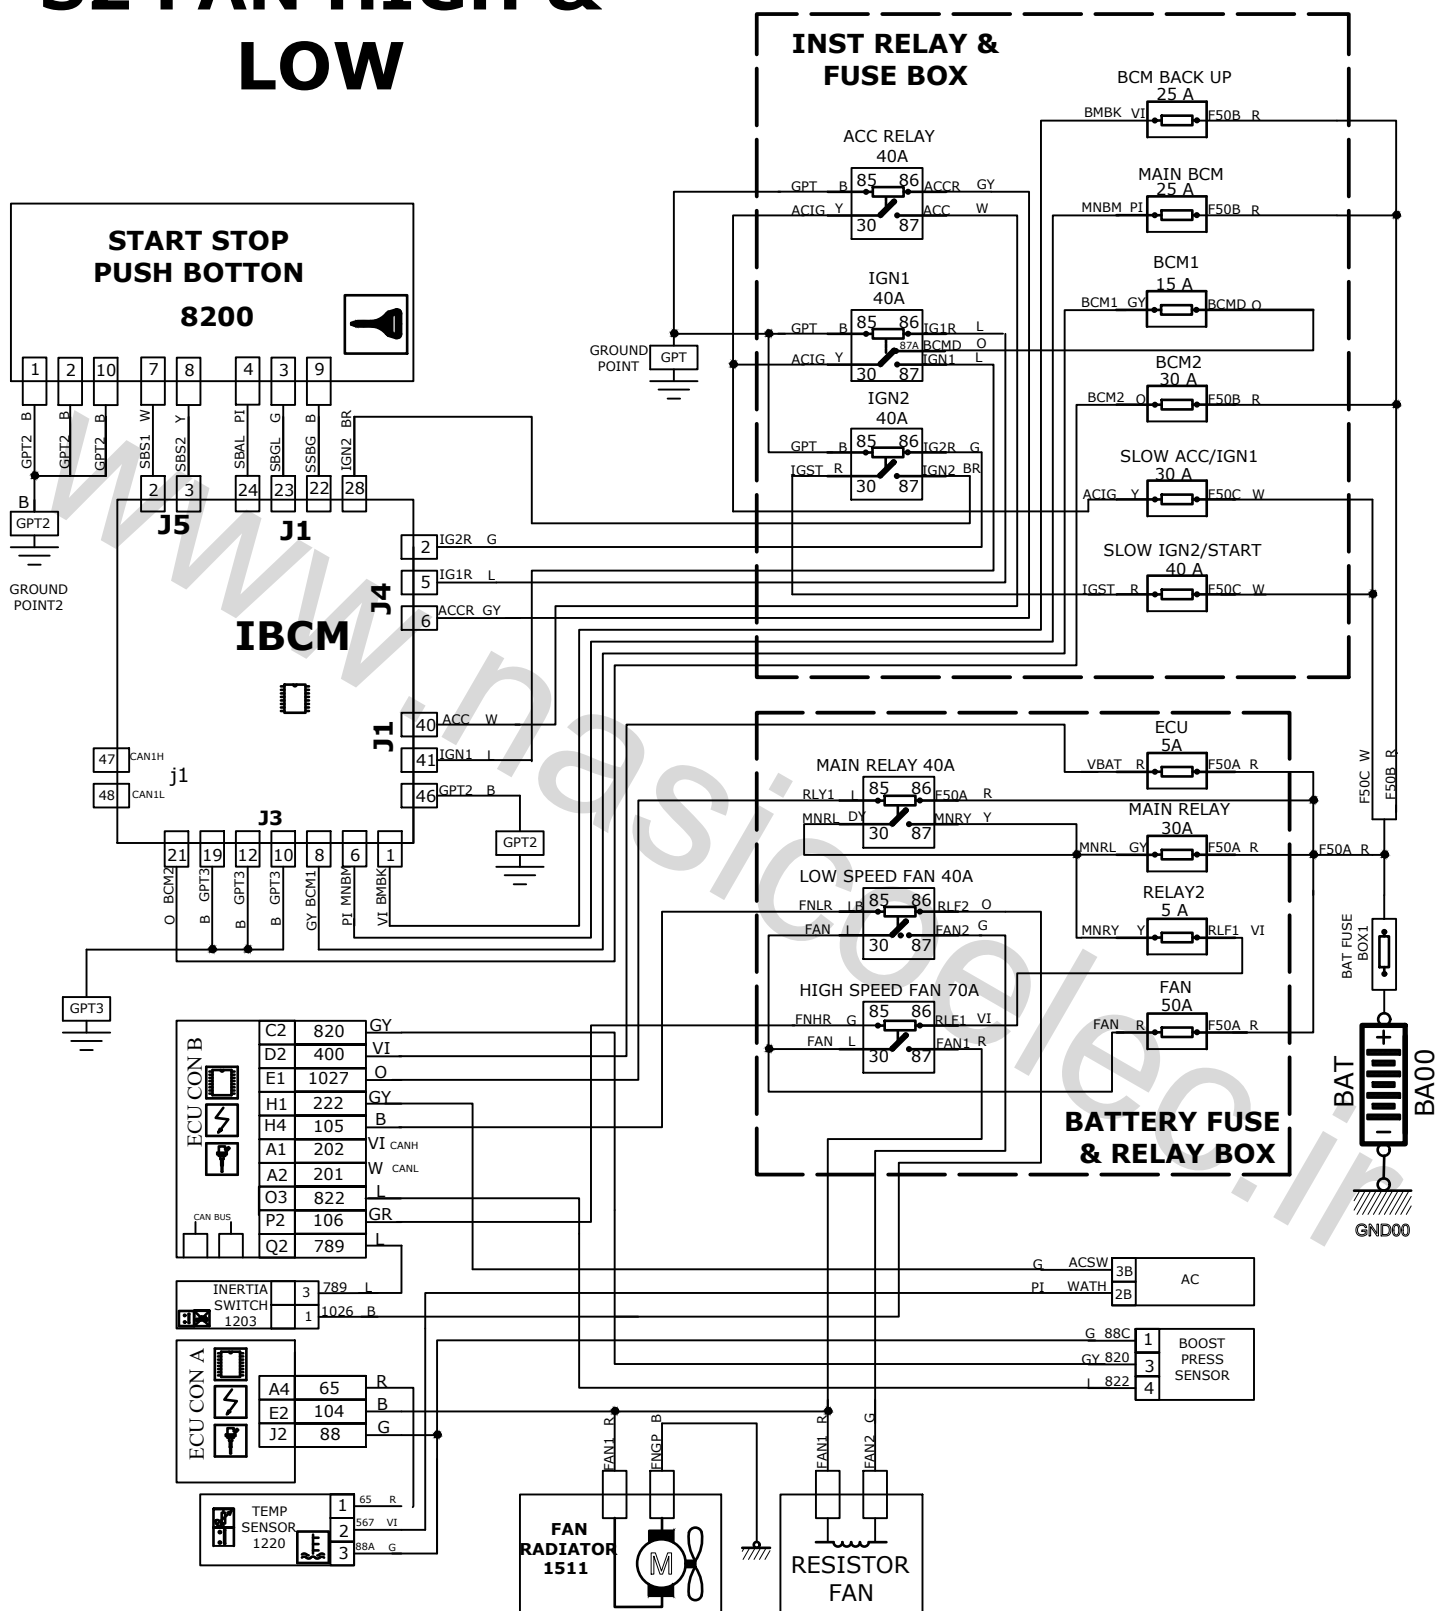 LOW
INST RELAY &
FUSE BOX
BCM BACK UP
25 A
BMBK VI
F50B R
ACC RELAY
40A
85 86
30 87
GPT B
ACCR GY
ACIG Y
ACC W
MAIN BCM
25 A
MNBM PI
F50B R
BCM1
15 A
BCM1 GY
BCMD O
IGN1
40A
85 86
30 87
87A
GPT B
IG1R L
BCMD O
ACIG Y
IGN1 L
GROUND
POINT
GPT
BCM2
30 A
BCM2 O
F50B R
IGN2
40A
85 86
30 87
GPT B
IG2R G
IGST R
IGN2 BR
SLOW ACC/IGN1
30 A
ACIG Y
F50C W
SLOW IGN2/START
40 A
IGST R
F50C W
START STOP
PUSH BOTTON
8200
1 2 10 7 8 4 3 9
GPT2 B
GPT2 B
GPT2 B
SBS1 W
SBS2 Y
SBAL PI
SBGL G
SSBG B
IGN2 BR
2 3 24 23 22 28
J5
J1
B
GPT2
GROUND
POINT2
IBCM
2 IG2R G
5 IG1R L
6 ACCR GY
J4
40 ACC W
41 IGN1 L
46 GPT2 B
J1
GPT2
47 CAN1H
48 CAN1L
j1
J3
21 19 12 10 8 6 1
O BCM2
B GPT3
B GPT3
B GPT3
GY BCM1
PI MNBM
VI BMBK
GPT3
F50C W
F50B R
ECU
5A
VBAT R
F50A R
MAIN RELAY 40A
85 86
30 87
RLY1 L
F50A R
MNRL DY
MNRY Y
MAIN RELAY
30A
MNRL GY
F50A R
F50A R
LOW SPEED FAN 40A
85 86
30 87
FNLR LB
RLF2 O
FAN L
FAN2 G
RELAY2
5 A
MNRY Y
RLF1 VI
HIGH SPEED FAN 70A
85 86
30 87
FNHR G
RLF1 VI
FAN L
FAN1 R
FAN
50A
FAN R
F50A R
BATTERY FUSE
& RELAY BOX
BAT FUSE
BOX1
BAT
BA00
+
−
GND00
ECU CON B
C2 820 GY
D2 400 VI
E1 1027 O
H1 222 GY
H4 105 B
A1 202 VI CANH
A2 201 W CANL
O3 822 L
P2 106 GR
Q2 789 L
CAN BUS
INERTIA
SWITCH
1203
3 789 L
1 1026 B
G ACSW 3B
PI WATH 2B
AC
G 88C 1
GY 820 3
L 822 4
BOOST
PRESS
SENSOR
ECU CON A
A4 65 R
E2 104 B
J2 88 G
TEMP
SENSOR
1220
1 65 R
2 567 VI
3 88A G
FAN1 R
FNGP B
FAN1 R
FAN2 G
FAN
RADIATOR
1511
M
RESISTOR
FAN
www.nasicoelec.ir